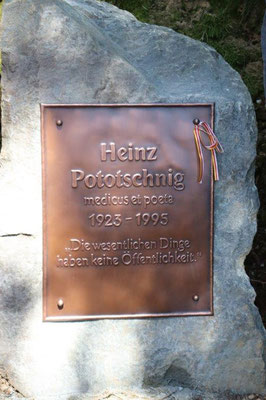 Heinz
Pototschnig
medicus et poeta
1923 - 1995
„Die wesentlichen Dinge
haben keine Öffentlichkeit.“